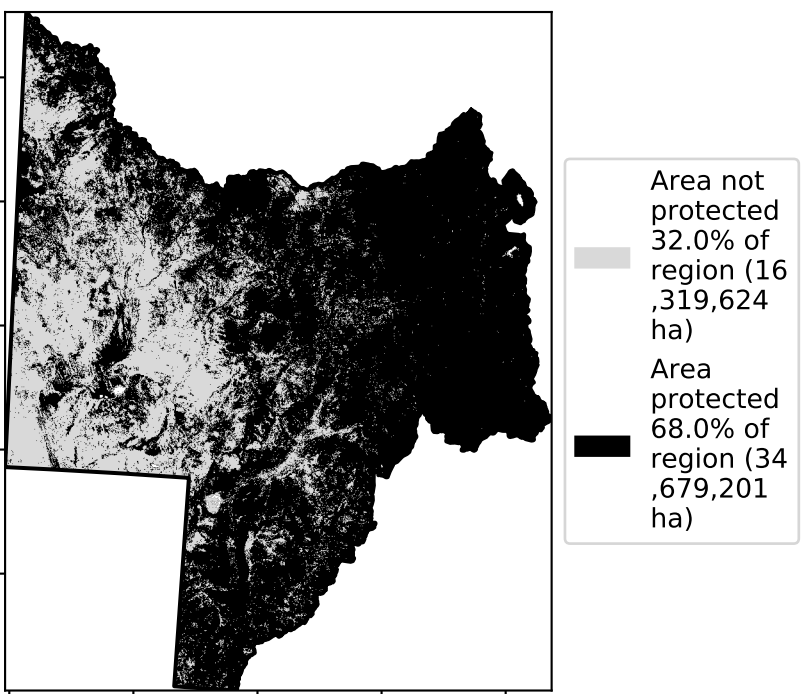 Area not
protected
32.0% of
region (16
,319,624
ha)
Area
protected
68.0% of
region (34
,679,201
ha)